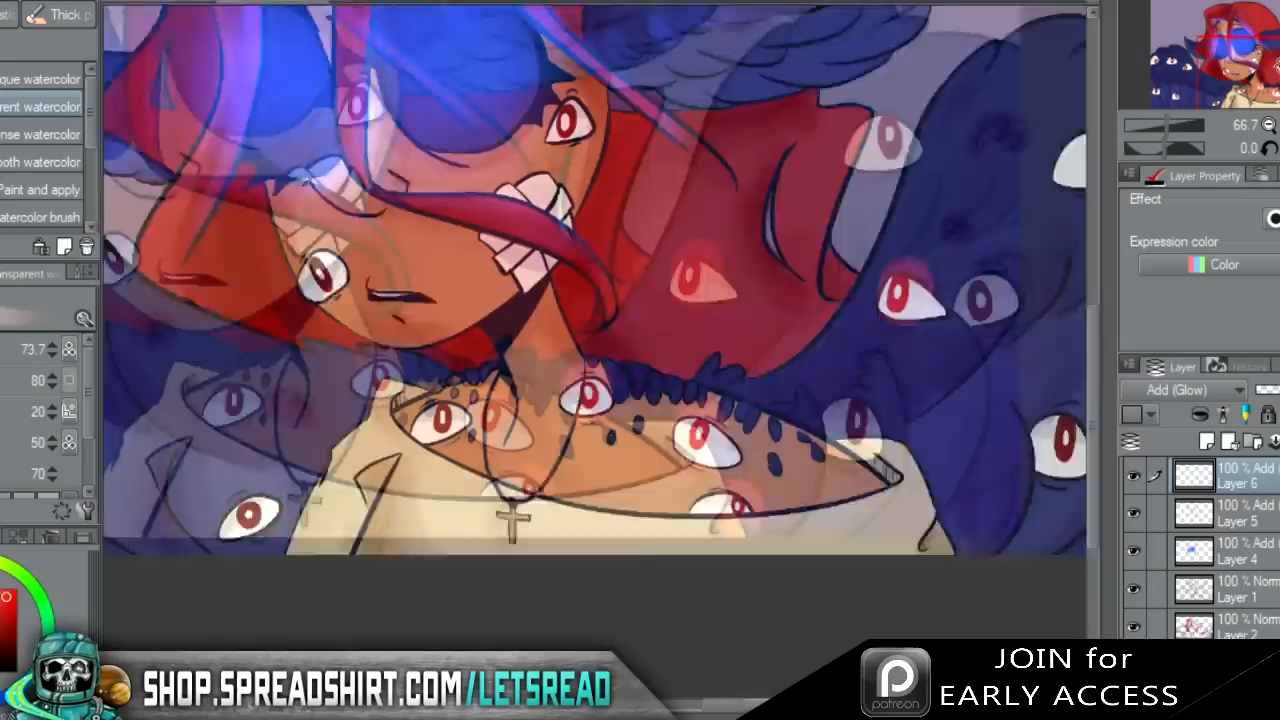 Thick p
que watercolor
rent watercolor
nse watercolor
oth watercolor
Paint and apply
atercolor brush
ansparent wa
73.7
80
20
50
70
66.7
0.0
Layer Property
Effect
Expression color
Color
Layer
History
Add (Glow)
100 % Add
Layer 6
100 % Add
Layer 5
100 % Add
Layer 4
100 % Norm
Layer 1
100 % Norm
Layer 2
SHOP.SPREADSHIRT.COM/LETSREAD
patreon
JOIN for
EARLY ACCESS